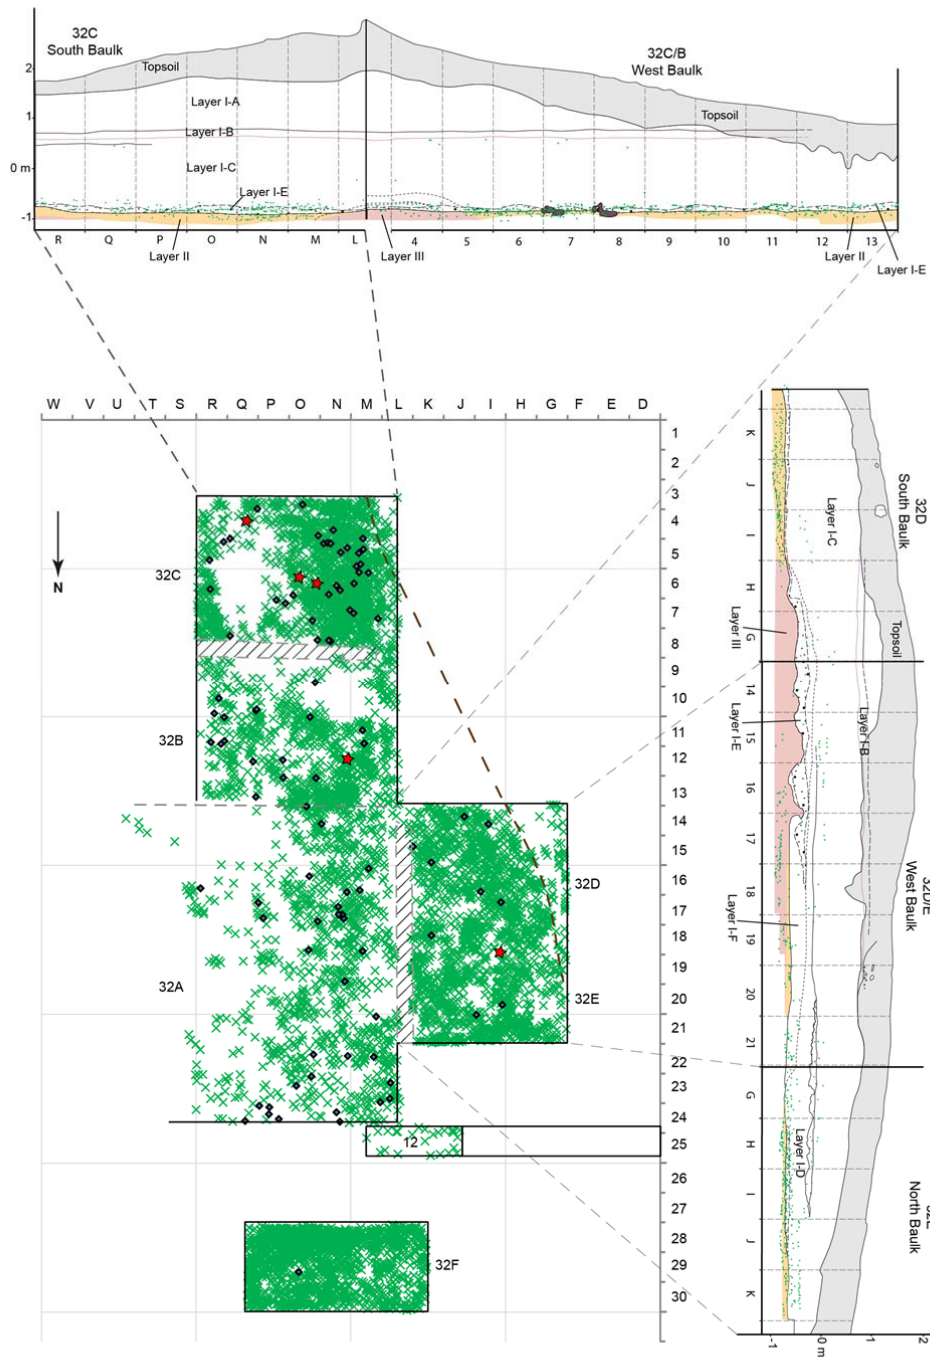 32C
South Baulk
32C/B
West Baulk
Topsoil
Topsoil
Layer I-A
Layer I-B
Layer I-C
Layer I-E
2
1
0 m
-1
R Q P O N M L 4 5 6 7 8 9 10 11 12 13
Layer II
Layer III
Layer II
Layer I-E
W V U T S R Q P O N M L K J I H G F E D
1
2
3
4
5
6
7
8
9
10
11
12
13
14
15
16
17
18
19
20
21
22
23
24
25
26
27
28
29
30
N
32C
32B
32A
32D
32E
12
32F
32D
South Baulk
Layer I-C
Topsoil
Layer III
Layer I-E
Layer I-B
Layer I-F
Layer I-D
K
J
I
H
G
14
15
16
17
18
19
20
21
G
H
I
J
K
32D/E
West Baulk
North Baulk
-1
0 m
1
2